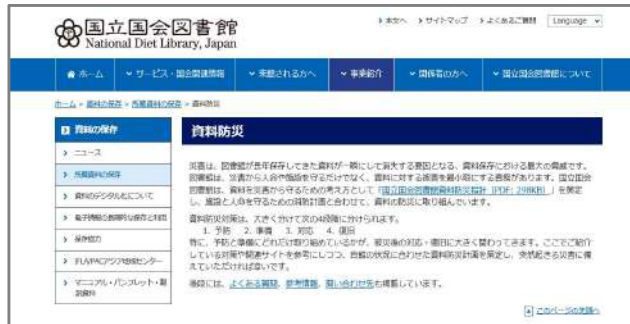 国立国会図書館
National Diet Library, Japan
本文へ サイトマップ よくあるご質問 Language
ホーム サービス・国会関連情報 来館される方へ 事業紹介 関係者の方へ 国立国会図書館について
ホーム > 資料の保存 > 所蔵資料の保存 > 資料防災
資料の保存
ニュース
所蔵資料の保存
資料のデジタル化について
電子情報の長期的な保存と利用
保存協力
IFLA/PACアジア地域センター
マニュアル・パンフレット・翻訳資料
資料防災
災害は、図書館が長年保存してきた資料が一瞬にして消失する要因となる、資料保存における最大の脅威です。
図書館は、災害から人命や施設を守るだけでなく、資料に対する被害を最小限にする責務があります。国立国会
図書館は、資料を災害から守るための考え方として「国立国会図書館資料防災指針 [PDF: 298KB]」を策定
し、施設と人命を守るための消防計画と合わせて、資料の防災に取り組んでいます。
資料防災対策は、大きく分けて次の4段階に分けられます。
1. 予防 2. 準備 3. 対応 4. 復旧
特に、予防と準備にどれだけ取り組めているかが、被災後の対応・復旧に大きく関わってきます。ここでご紹介
している対策や関連サイトを参考にしつつ、自館の状況に合わせた資料防災計画を策定し、突然起きる災害に備
えていただければ幸いです。
後段には、よくある質問、参考情報、問い合わせ先も掲載しています。
このページの先頭へ